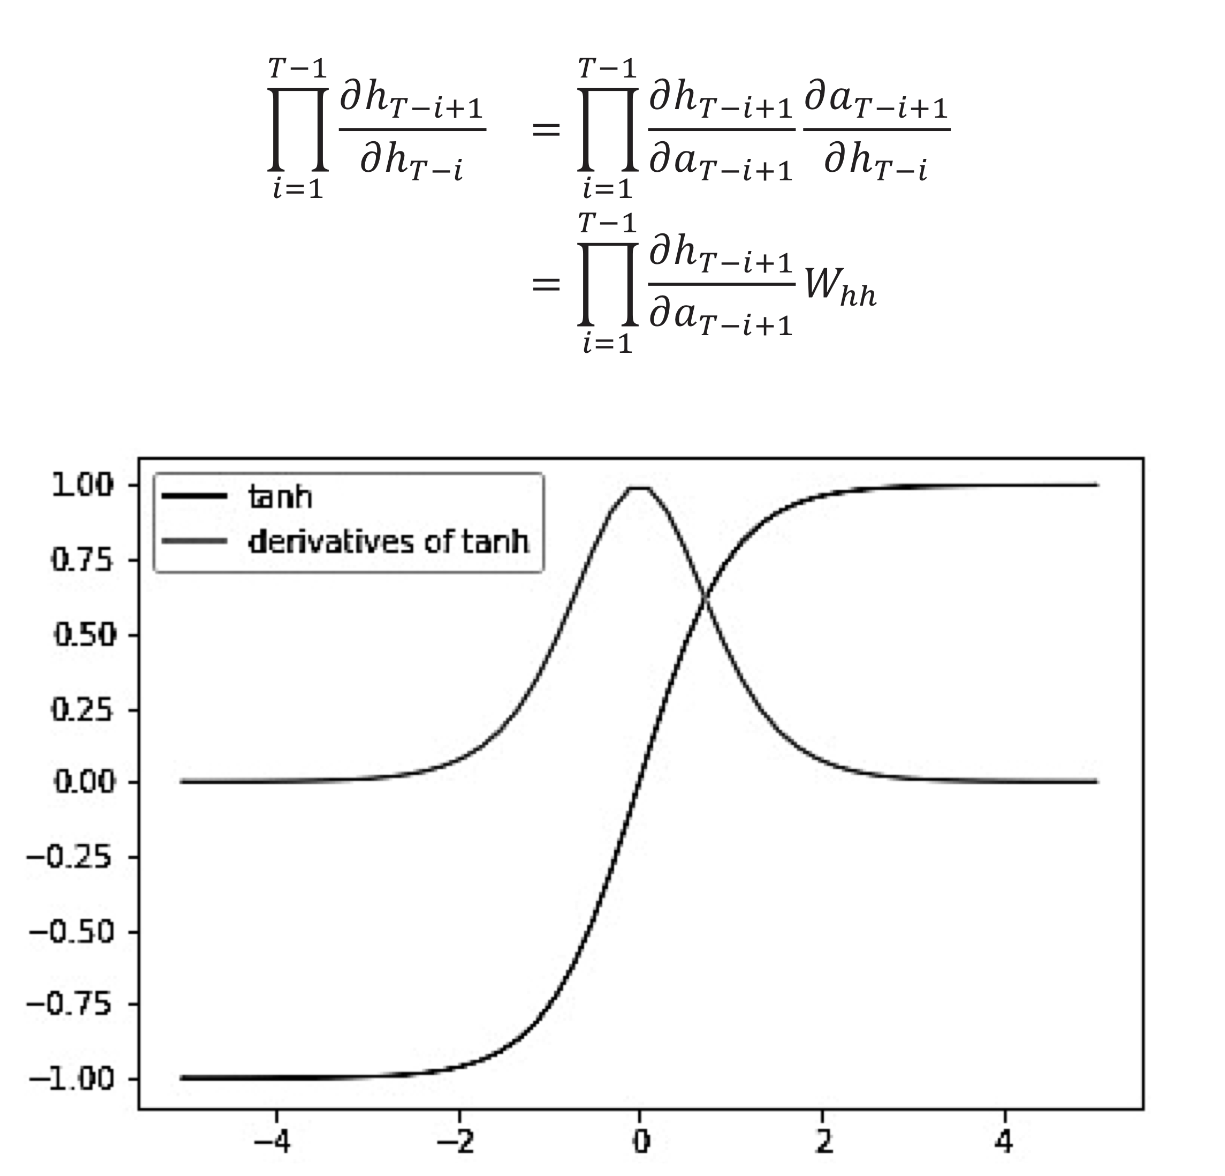 ∏_{i=1}^{T−1} ∂h_{T−i+1}/∂h_{T−i} = ∏_{i=1}^{T−1} ∂h_{T−i+1}/∂a_{T−i+1} ∂a_{T−i+1}/∂h_{T−i}
= ∏_{i=1}^{T−1} ∂h_{T−i+1}/∂a_{T−i+1} W_{hh}
tanh
derivatives of tanh
1.00
0.75
0.50
0.25
0.00
−0.25
−0.50
−0.75
−1.00
−4 −2 0 2 4